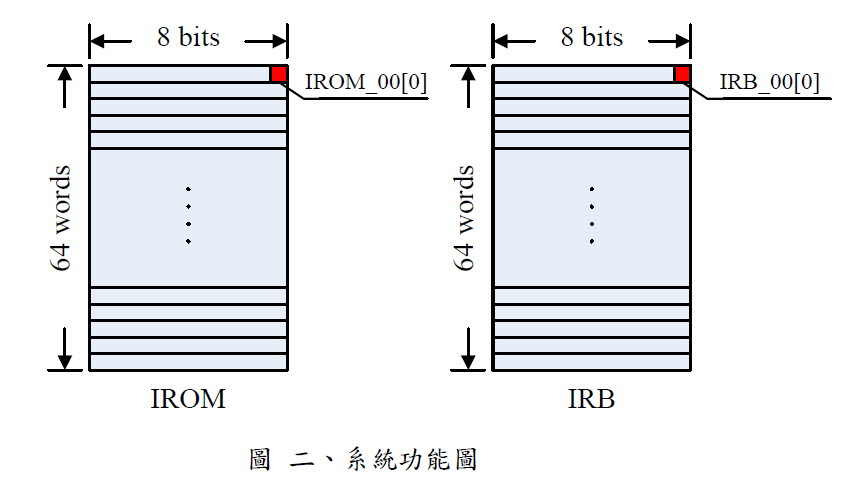 8 bits
8 bits
IROM_00[0]
IRB_00[0]
64 words
64 words
IROM
IRB
圖 二、系統功能圖